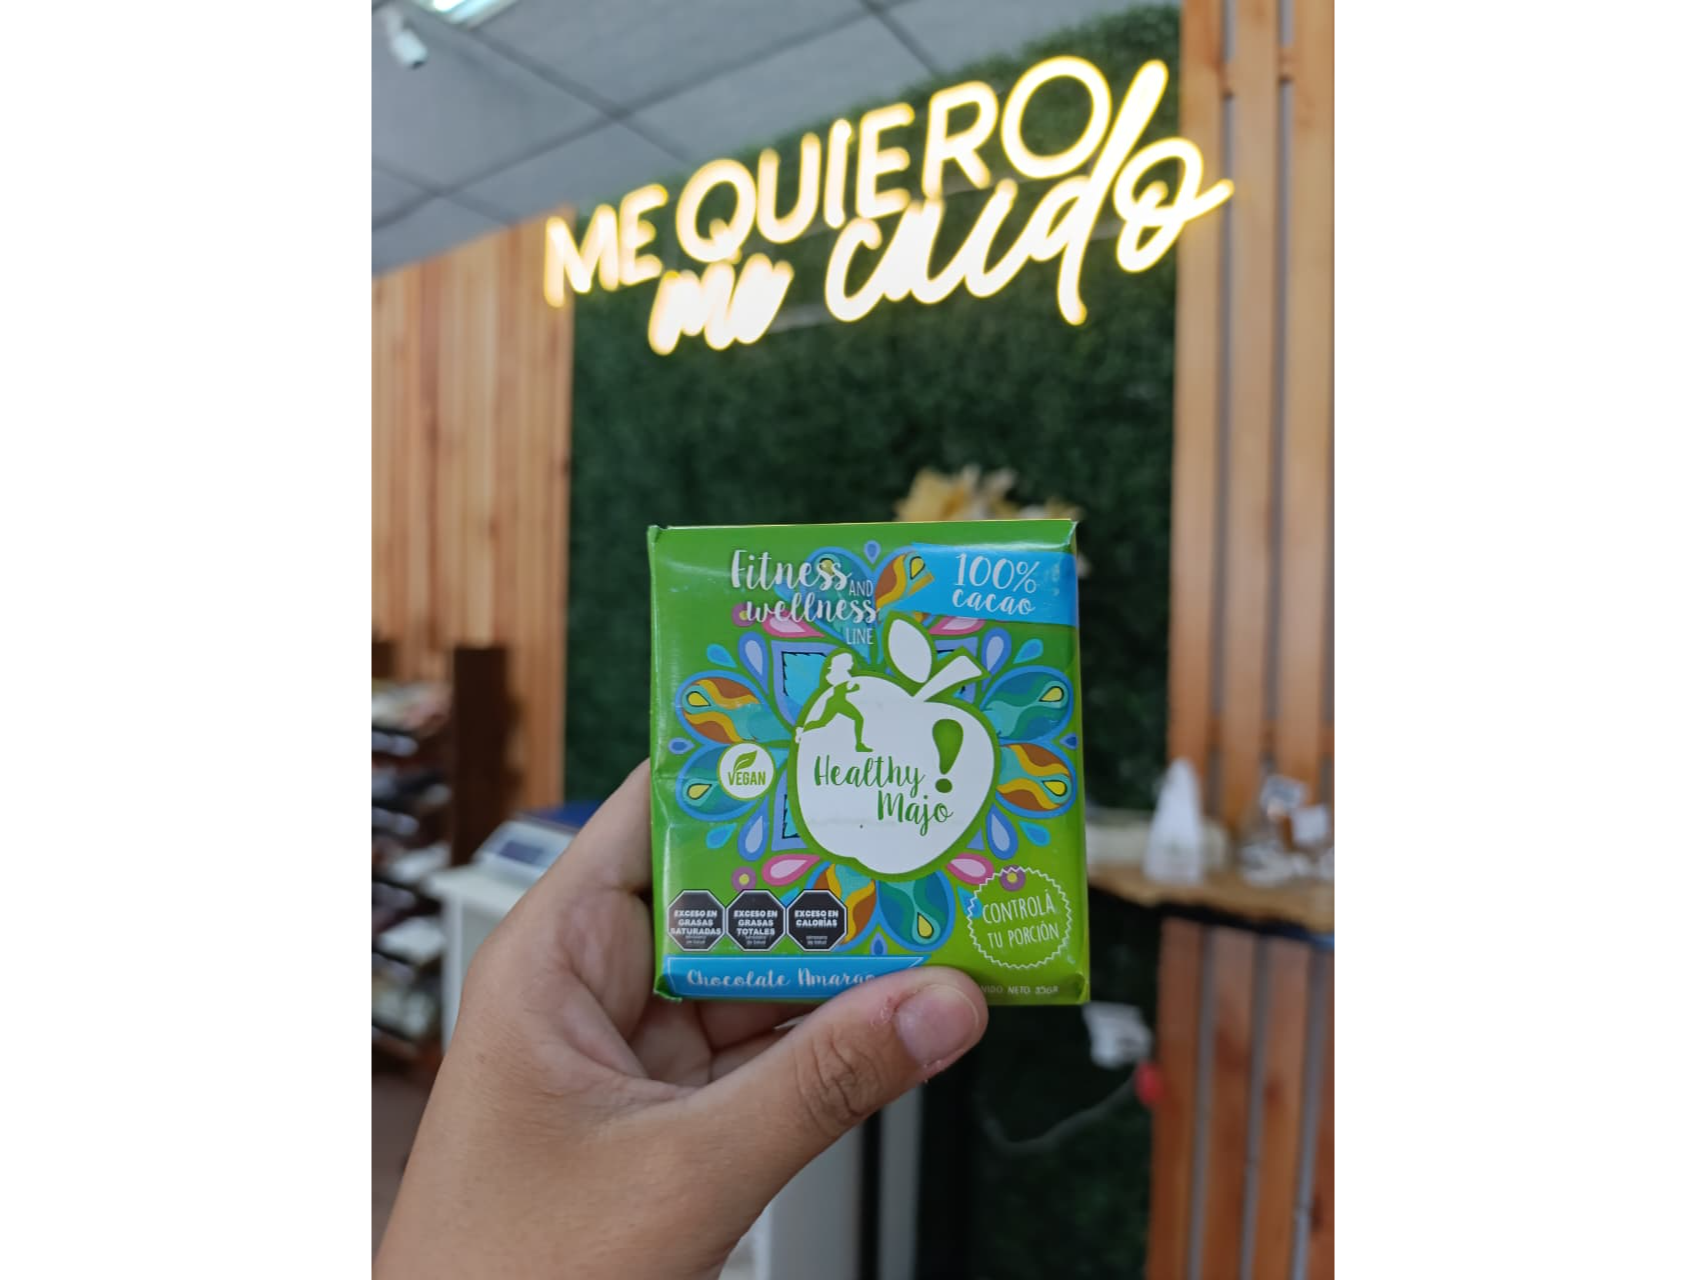 ME QUIERO
me cuido
Fitness
AND
wellness
LINE
100%
cacao
VEGAN
Healthy
Majo
!
EXCESO EN
GRASAS
SATURADAS
EXCESO EN
GRASAS
TOTALES
EXCESO EN
CALORÍAS
CONTROLÁ
TU PORCIÓN
Chocolate Amargo
NETO